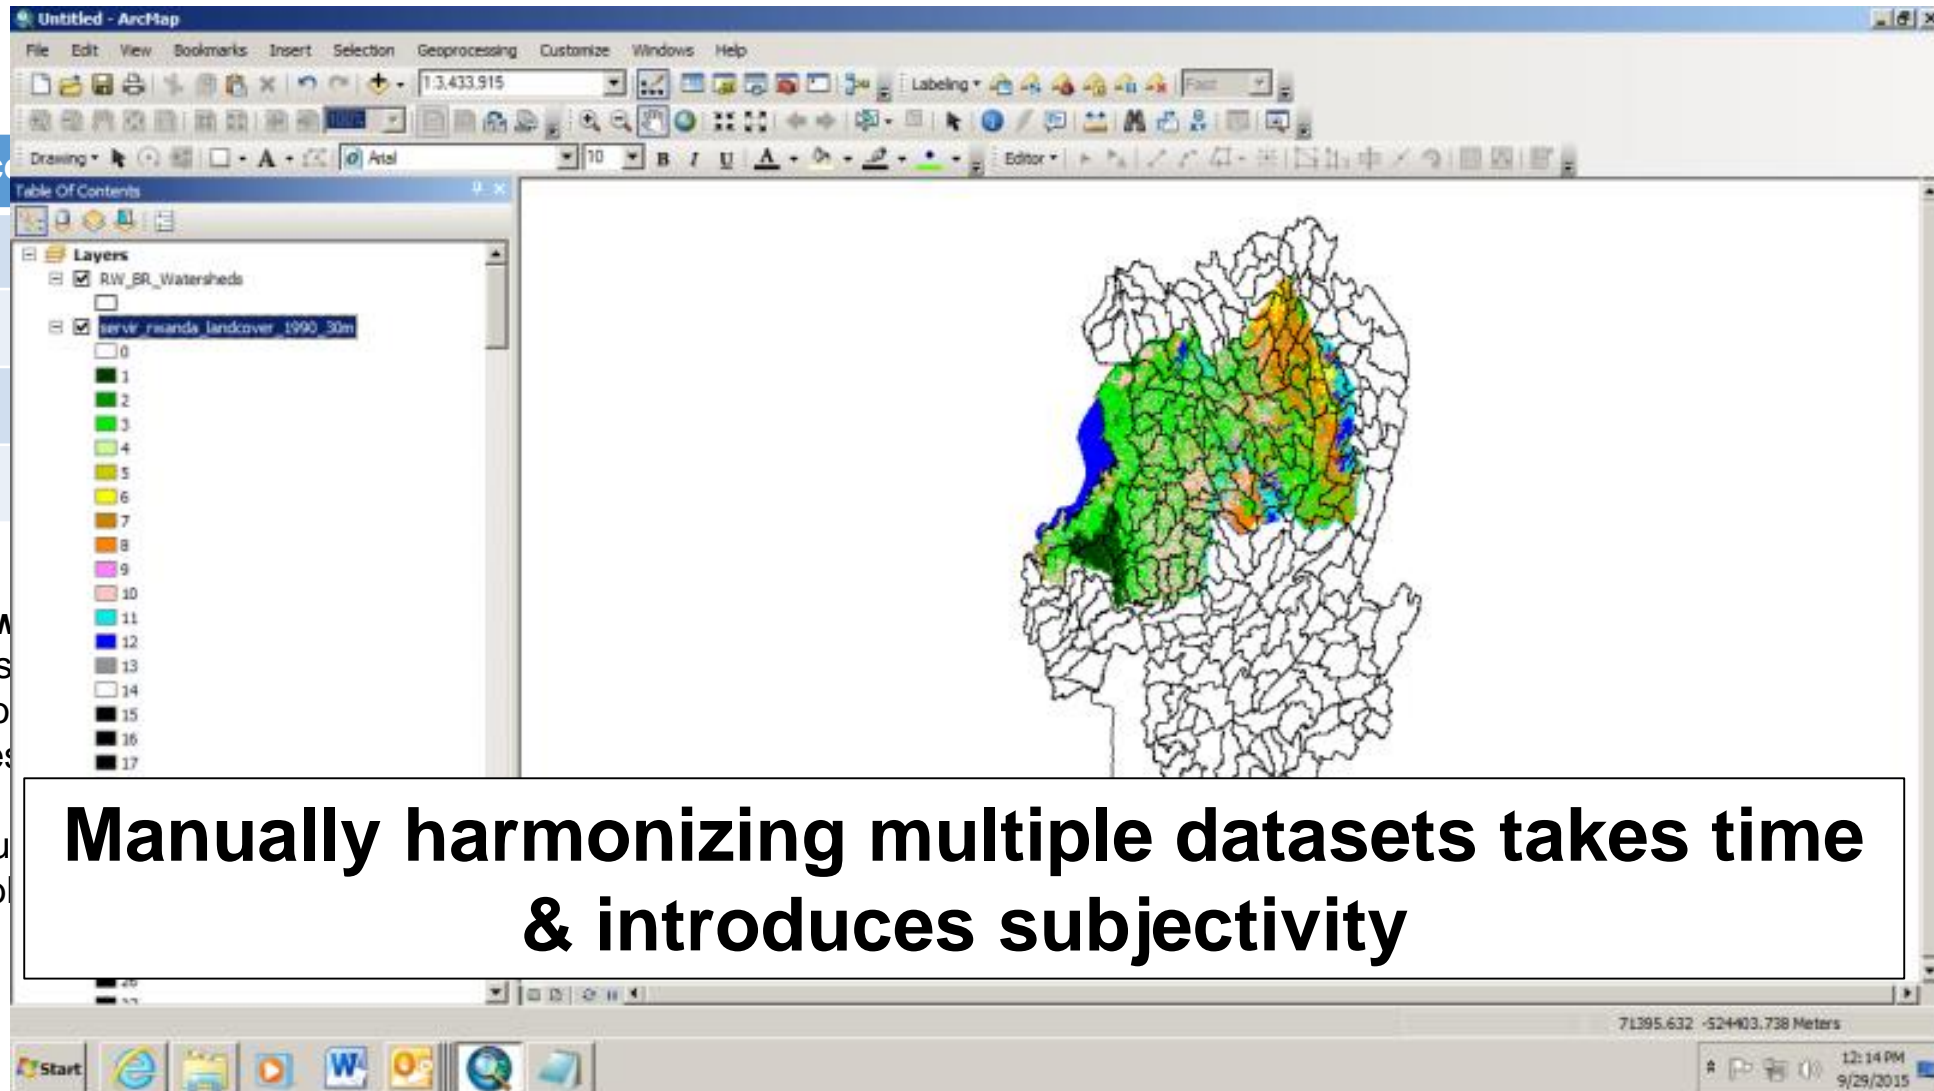 Untitled - ArcMap
File Edit View Bookmarks Insert Selection Geoprocessing Customize Windows Help
1:3,433,915
Labeling
Fast
100%
Drawing
A
Arial
10
B I U A
Editor
Table Of Contents
Layers
RW_BR_Watersheds
servir_rwanda_landcover_1990_30m
0
1
2
3
4
5
6
7
8
9
10
11
12
13
14
15
16
17
Manually harmonizing multiple datasets takes time
& introduces subjectivity
71395.632 -524403.738 Meters
Start
12:14 PM
9/29/2015